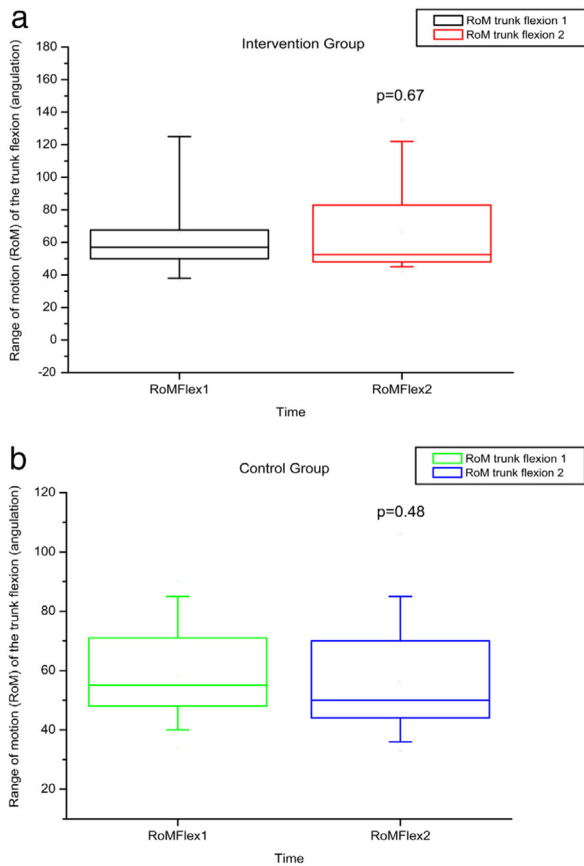 a
RoM trunk flexion 1
RoM trunk flexion 2
Intervention Group
p=0.67
Range of motion (RoM) of the trunk flexion (angulation)
180
160
140
120
100
80
60
40
20
0
-20
RoMFlex1
RoMFlex2
Time
b
RoM trunk flexion 1
RoM trunk flexion 2
Control Group
p=0.48
Range of motion (RoM) of the trunk flexion (angulation)
120
100
80
60
40
20
RoMFlex1
RoMFlex2
Time